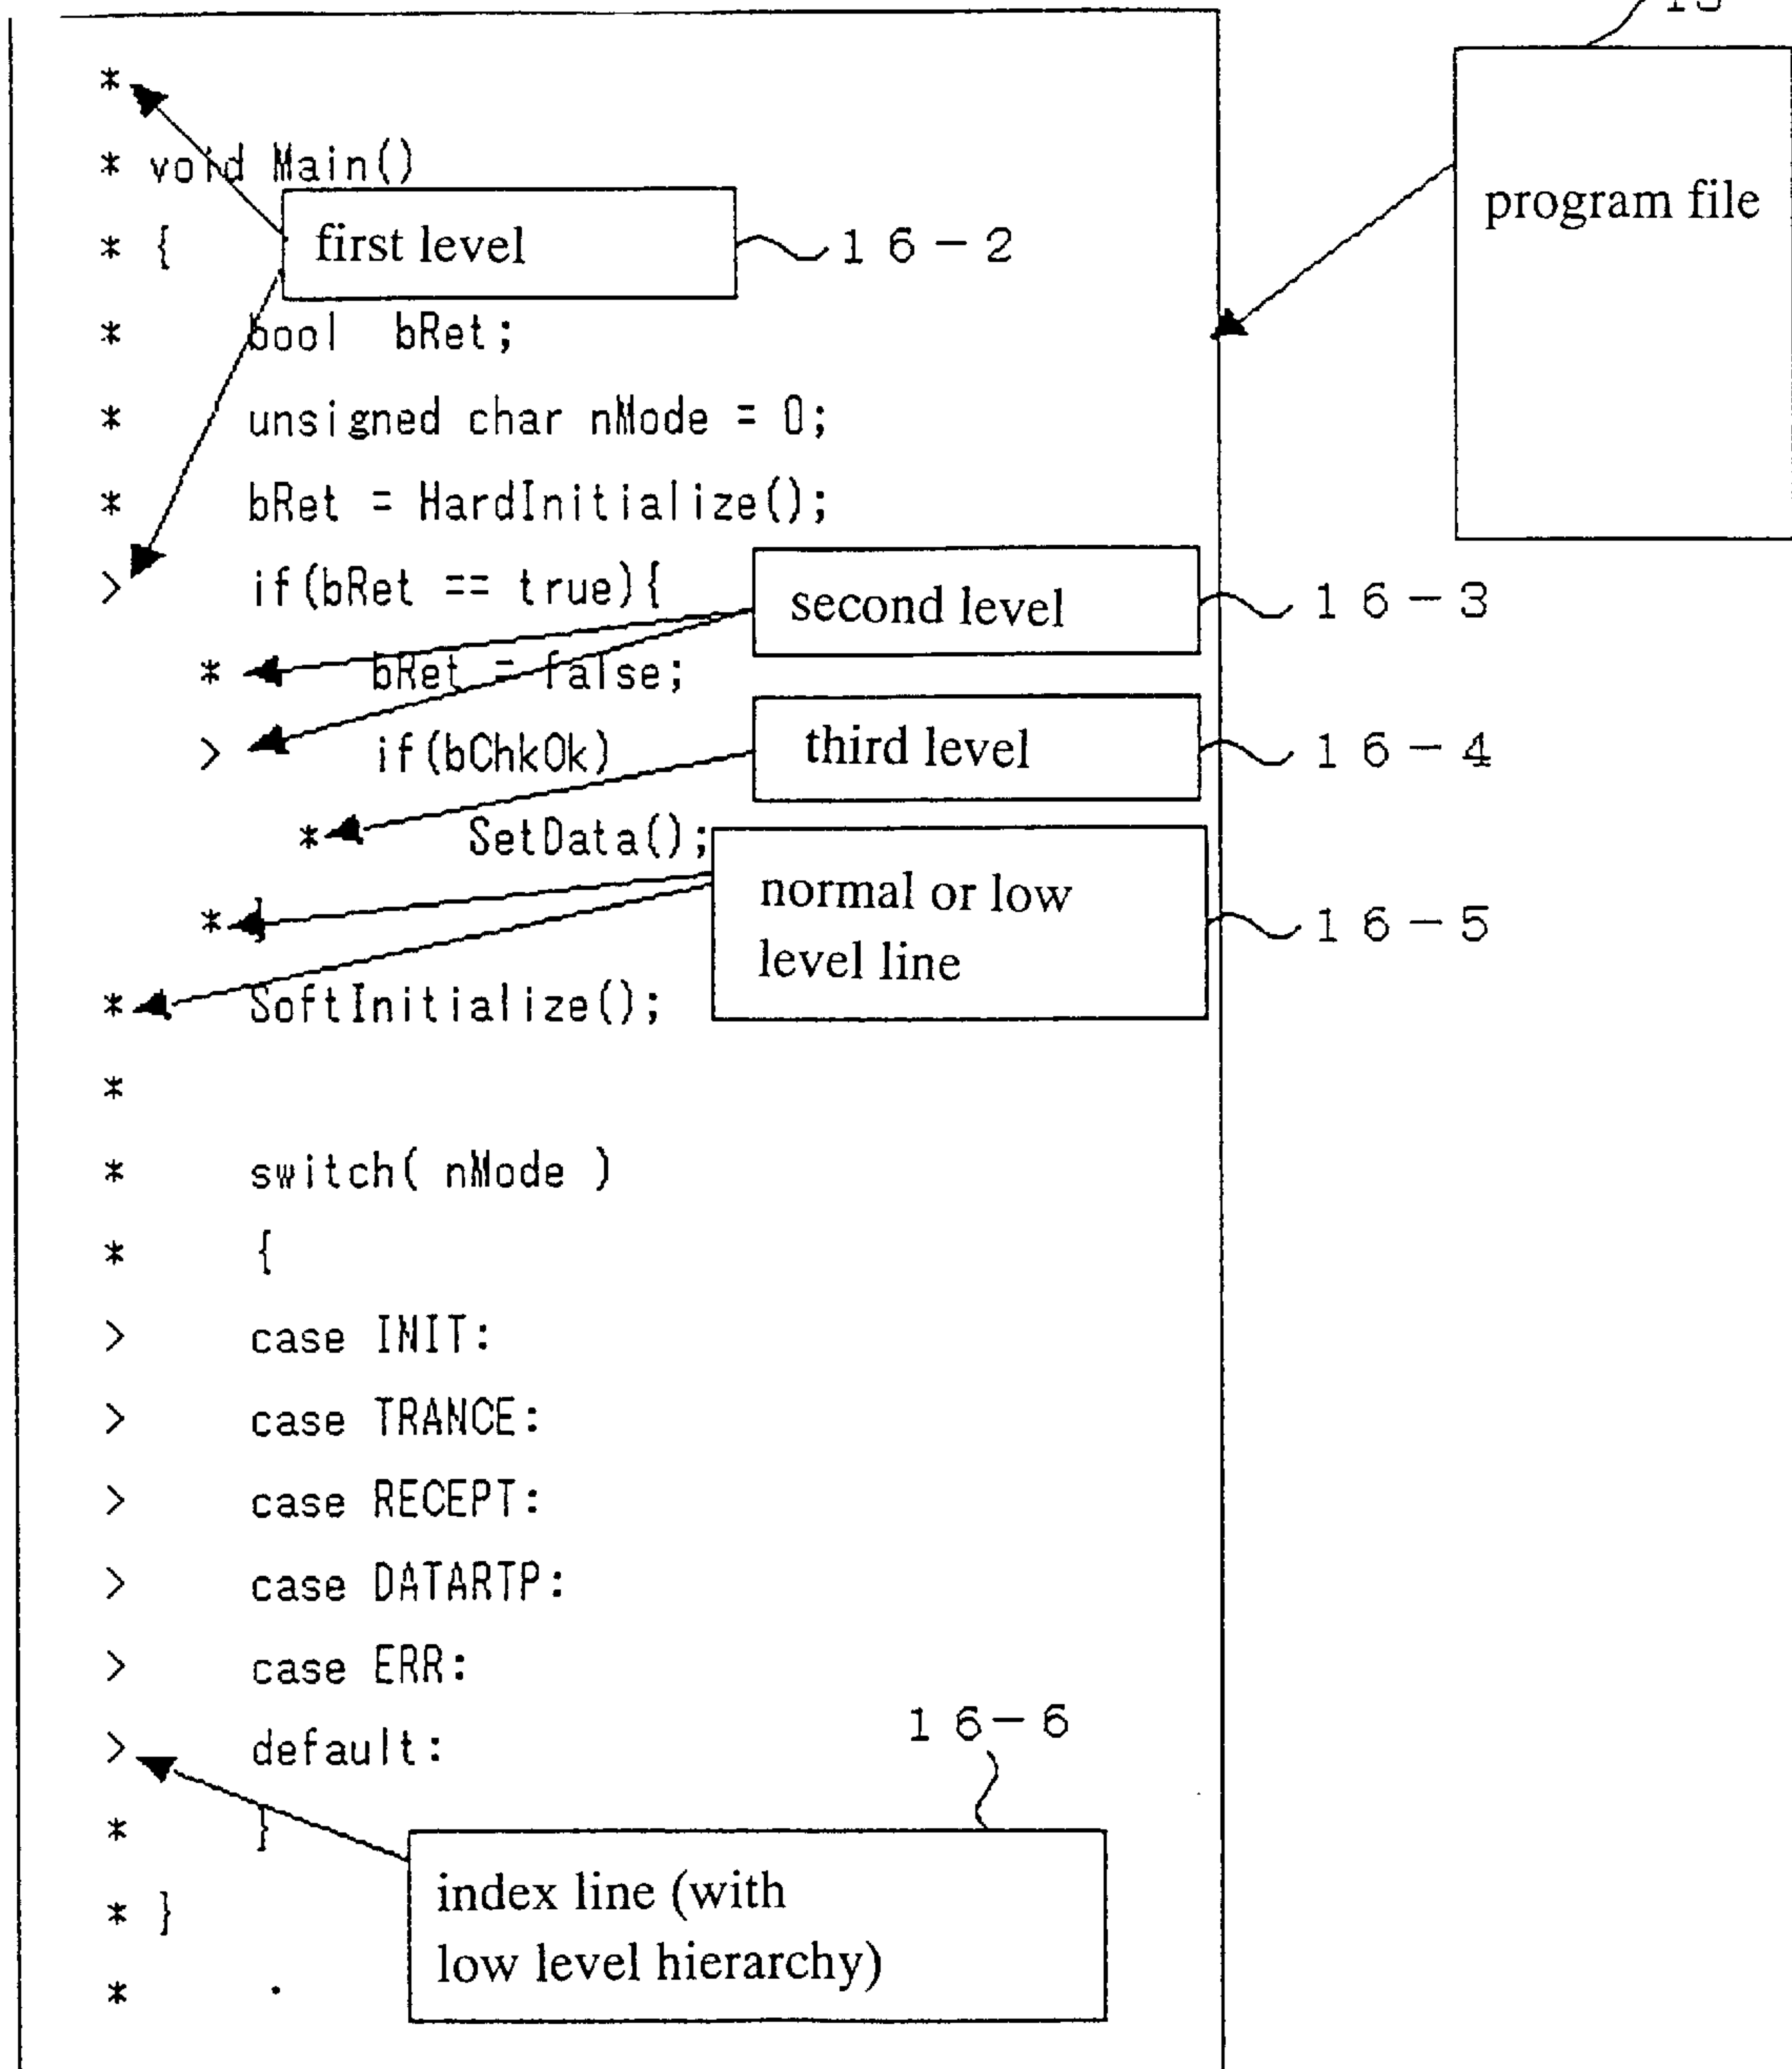 *
* void Main()
* {
first level
16-2
* bool bRet;
* unsigned char nMode = 0;
* bRet = HardInitialize();
> if(bRet == true){
second level
16-3
* bRet = false;
> if(bChkOk)
third level
16-4
* SetData();
normal or low
level line
16-5
* }
* SoftInitialize();
*
* switch( nMode )
* {
> case INIT:
> case TRANCE:
> case RECEPT:
> case DATARTP:
> case ERR:
> default:
16-6
* }
index line (with
low level hierarchy)
* }
* .
program file